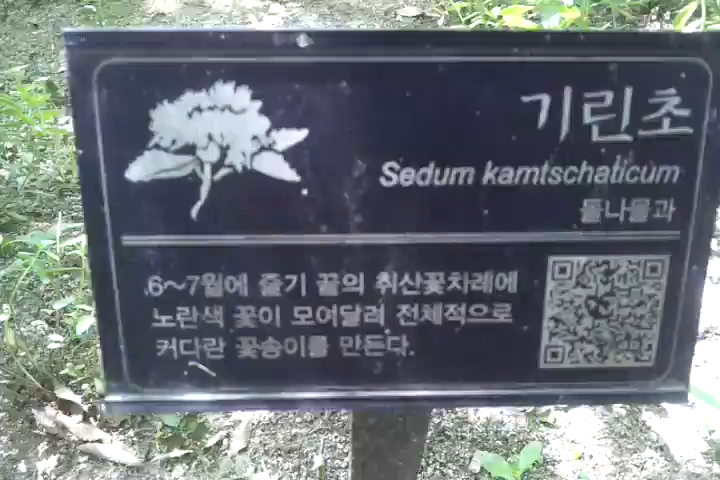 기린초
Sedum kamtschaticum
돌나물과
6~7월에 줄기 끝의 취산꽃차례에
노란색 꽃이 모여달려 전체적으로
커다란 꽃송이를 만든다.